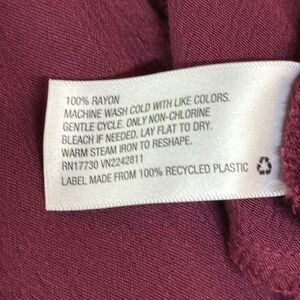 100% RAYON
MACHINE WASH COLD WITH LIKE COLORS.
GENTLE CYCLE. ONLY NON-CHLORINE
BLEACH IF NEEDED. LAY FLAT TO DRY.
WARM STEAM IRON TO RESHAPE.
RN17730 VN2242811
LABEL MADE FROM 100% RECYCLED PLASTIC